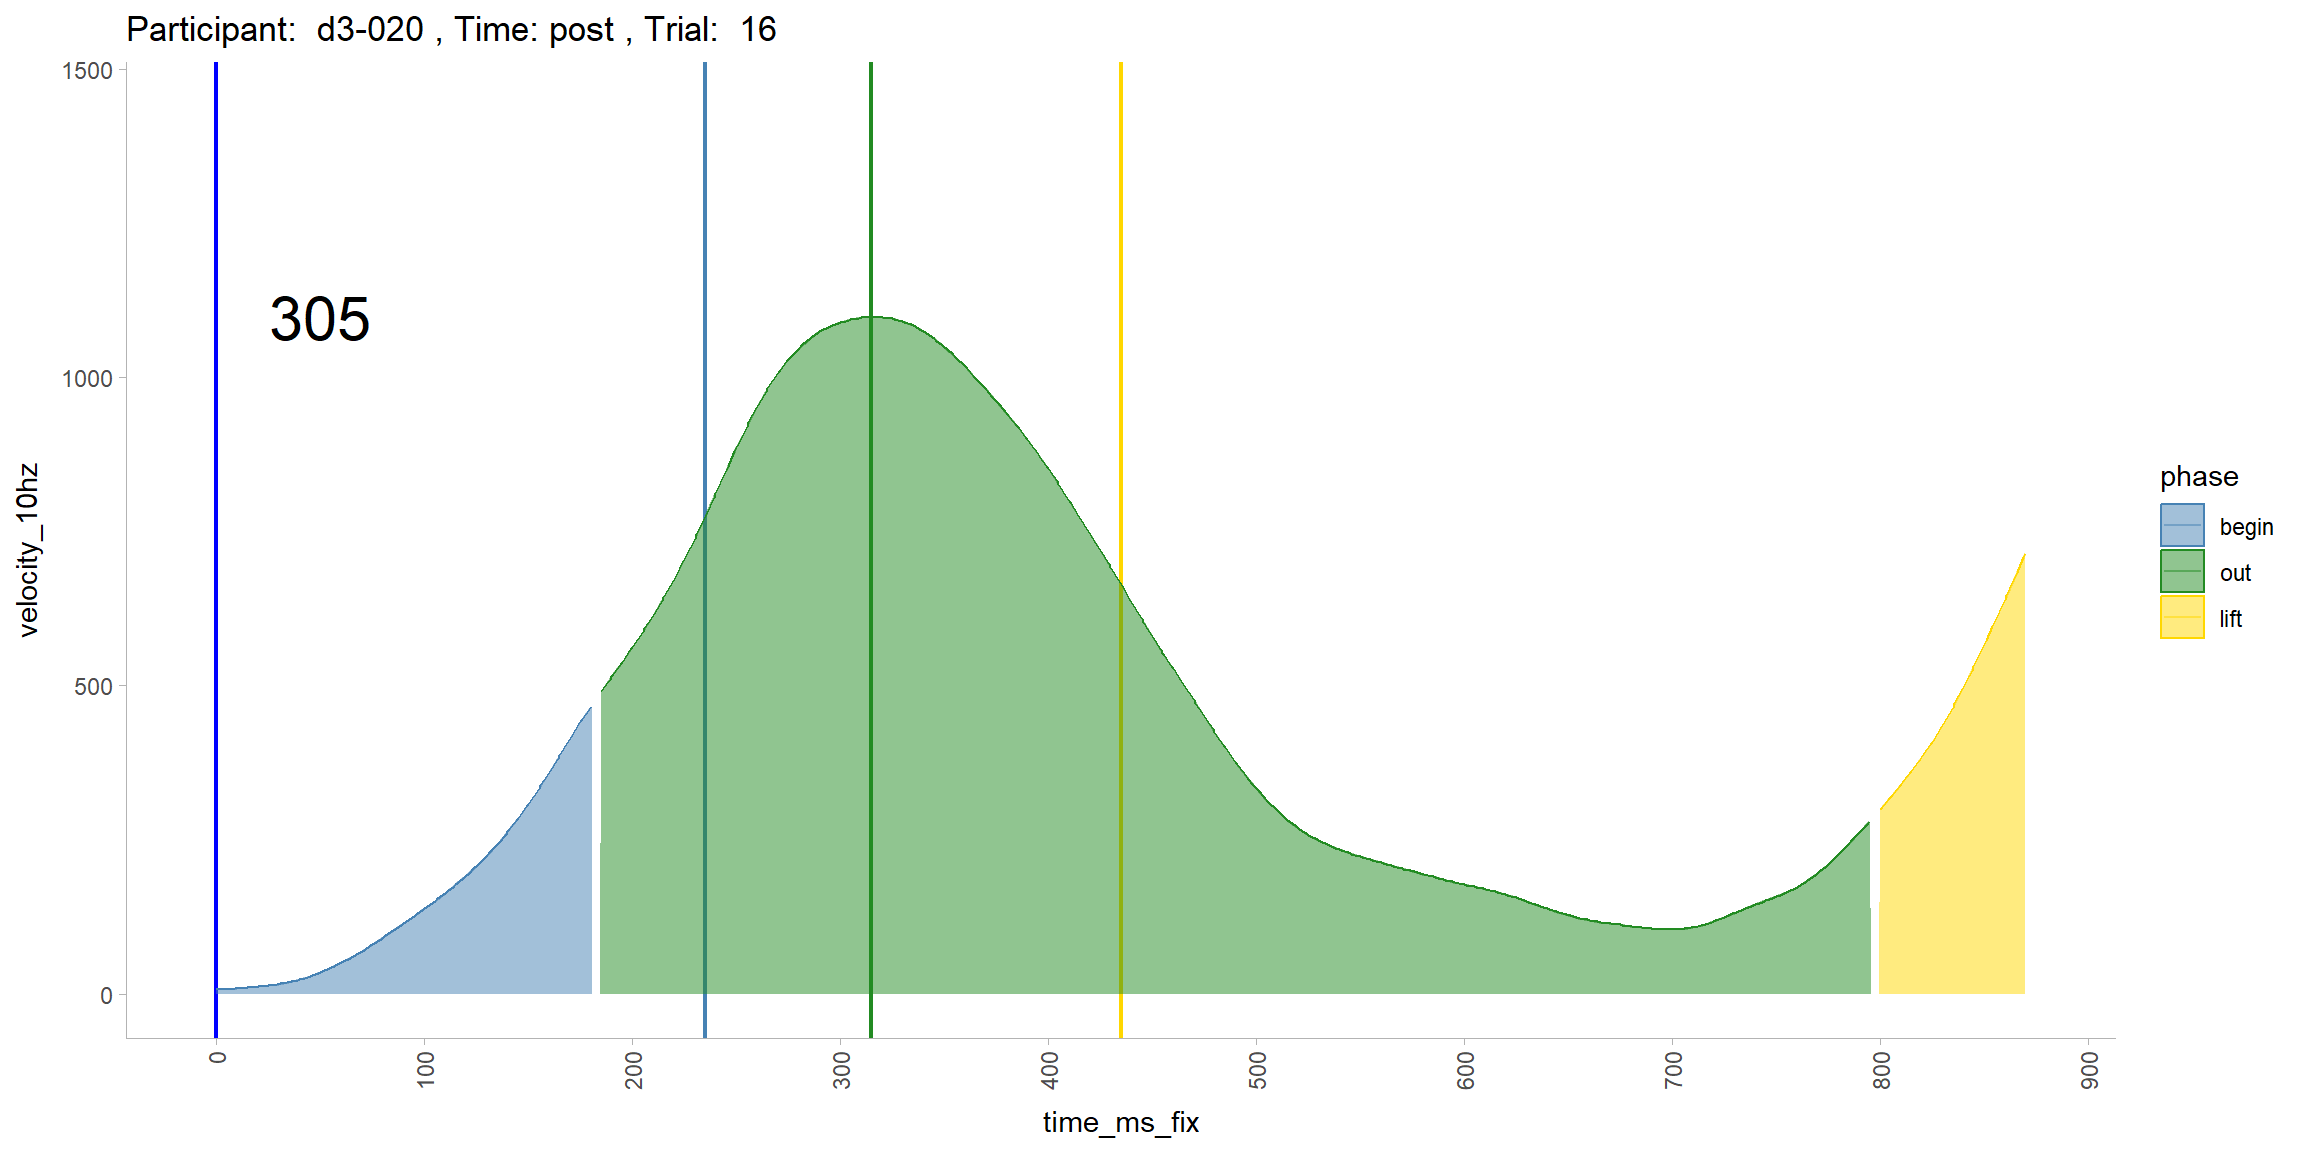 Participant:  d3-020 , Time: post , Trial:  16
1500
1000
500
0
velocity_10hz
305
0
100
200
300
400
500
600
700
800
900
time_ms_fix
phase
begin
out
lift